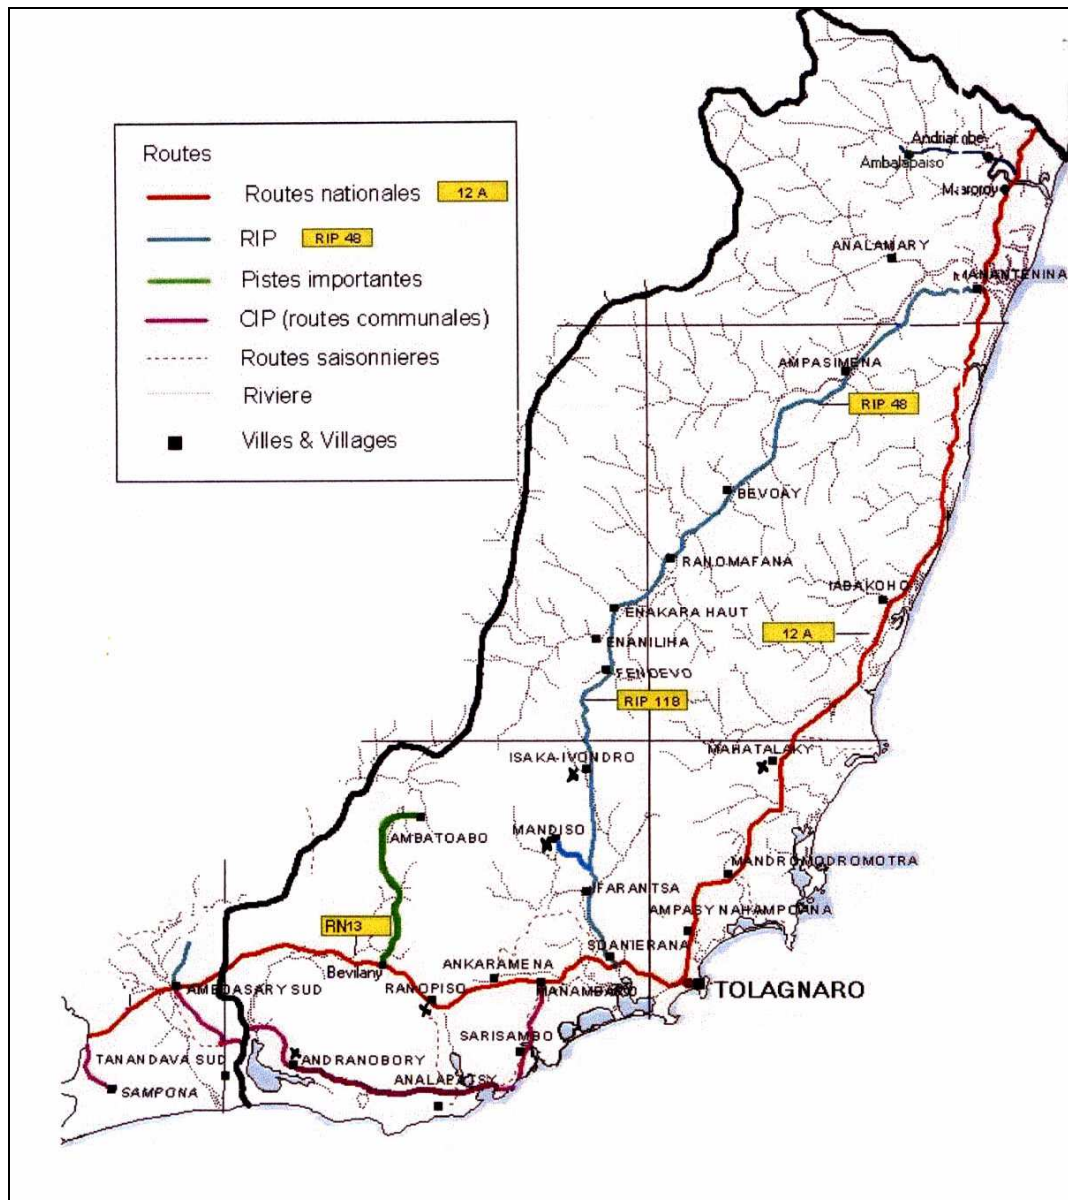 Routes
Routes nationales 12 A
RIP RIP 48
Pistes importantes
CIP (routes communales)
Routes saisonnieres
Riviere
Villes & Villages
Ambalapaiso
ANALAMARY
MANANTENINA
AMPASIMENA
RIP 48
BEVOAY
RANOMAFANA
IABAKOHO
ENAKARA HAUT
12 A
ENANILIHA
FENOEVO
RIP 118
ISAKA-IVONDRO
MAHATALAKY
AMBATOABO
MANDISO
MANDROMODROMOTRA
FARANTSA
AMPASY NAHAMPOANA
RN13
SOANIERANA
Bevilany
ANKARAMENA
AMBOASARY SUD
RANOPISO
MANAMBARO
TOLAGNARO
SARISAMBO
TANANDAVA SUD
ANDRANOBORY
ANALAPATSY
SAMPONA